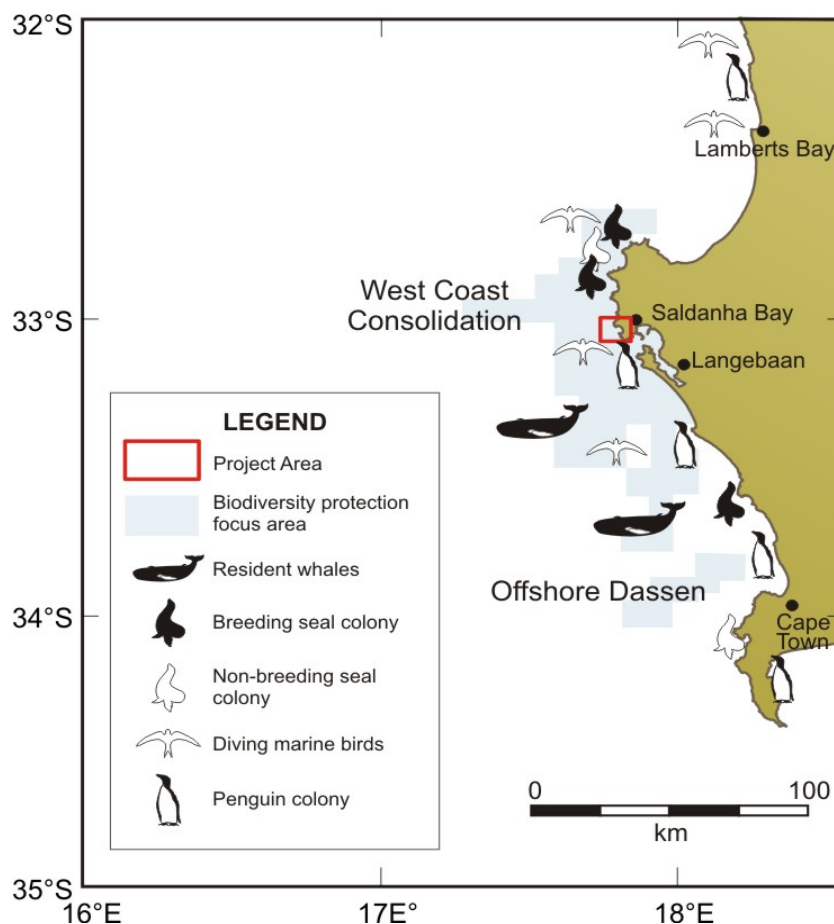 32°S
Lamberts Bay
West Coast
Consolidation
33°S
Saldanha Bay
Langebaan
LEGEND
Project Area
Biodiversity protection
focus area
Resident whales
Breeding seal colony
Non-breeding seal
colony
Diving marine birds
Penguin colony
Offshore Dassen
34°S
Cape
Town
0 100
km
35°S
16°E 17°E 18°E